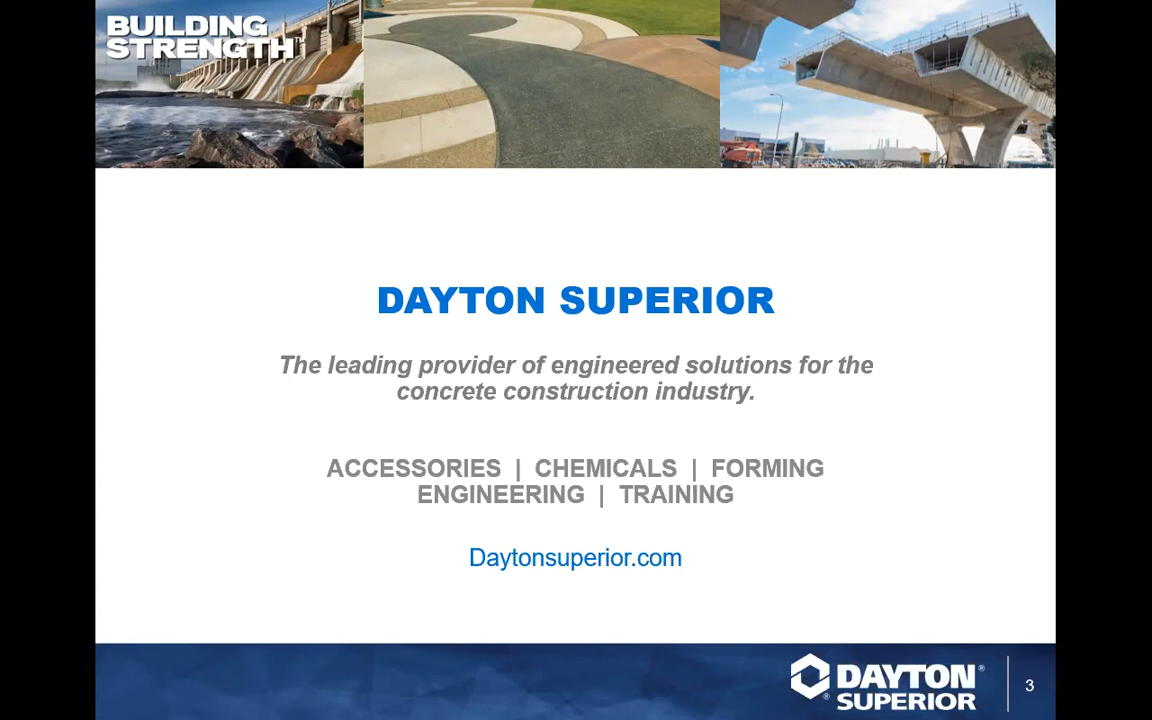 BUILDING
STRENGTH™
DAYTON SUPERIOR
The leading provider of engineered solutions for the
concrete construction industry.
ACCESSORIES | CHEMICALS | FORMING
ENGINEERING | TRAINING
Daytonsuperior.com
DAYTON®
®SUPERIOR
3